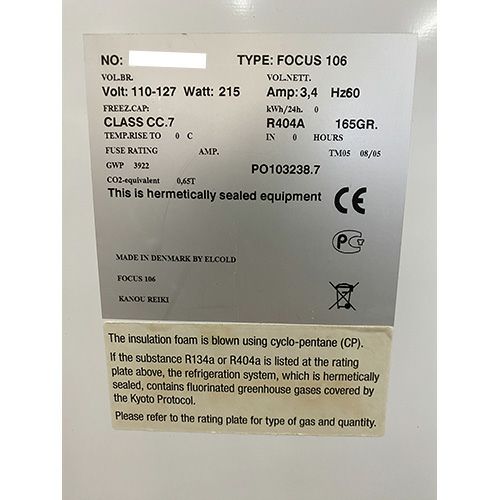 NO: TYPE: FOCUS 106
VOL.BR. VOL.NETT.
Volt: 110-127 Watt: 215 Amp: 3,4 Hz60
FREEZ.CAP: kWh/24h. 0
CLASS CC.7 R404A 165GR.
TEMP.RISE TO 0 C IN 0 HOURS
FUSE RATING AMP. TM05 08/05
GWP 3922 PO103238.7
CO2-equivalent 0,65T
This is hermetically sealed equipment CE
PG
MADE IN DENMARK BY ELCOLD
FOCUS 106
KANOU REIKI
The insulation foam is blown using cyclo-pentane (CP).
If the substance R134a or R404a is listed at the rating
plate above, the refrigeration system, which is hermetically
sealed, contains fluorinated greenhouse gases covered by
the Kyoto Protocol.
Please refer to the rating plate for type of gas and quantity.